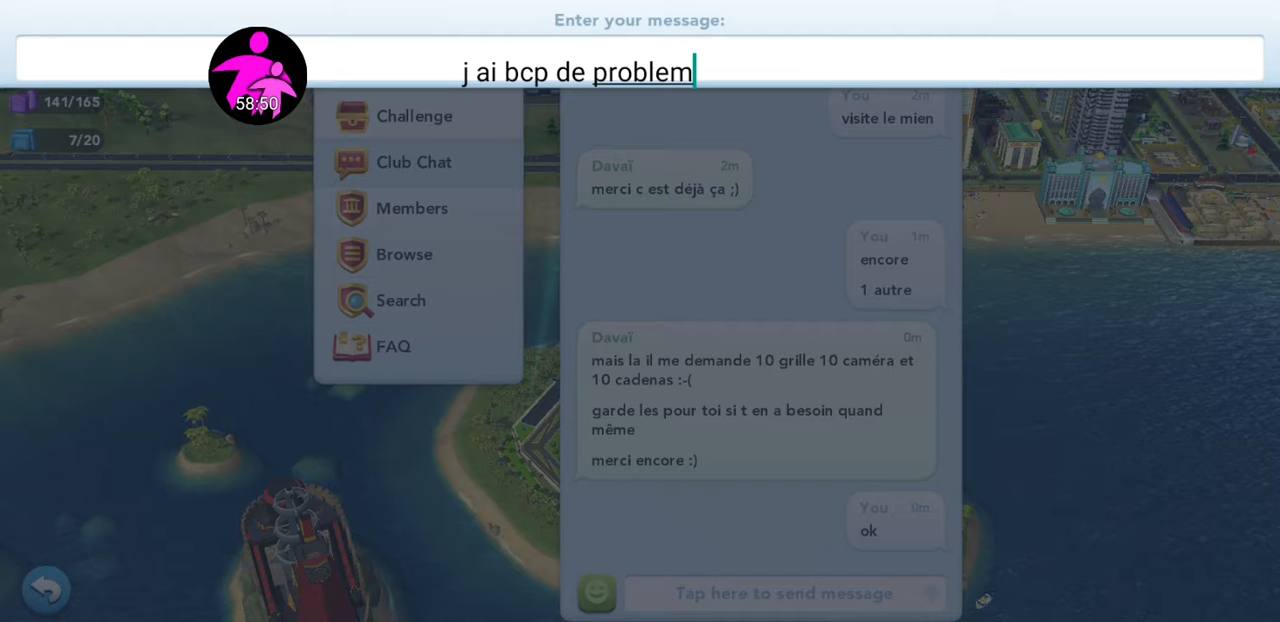 Enter your message:
j ai bcp de problem
58:50
141/165
7/20
Challenge
Club Chat
Members
Browse
Search
FAQ
You 2m
visite le mien
Davaï 2m
merci c est déjà ça ;)
You 1m
encore
1 autre
Davaï 0m
mais la il me demande 10 grille 10 caméra et
10 cadenas :-(
garde les pour toi si t en a besoin quand
même
merci encore :)
You 0m
ok
Tap here to send message